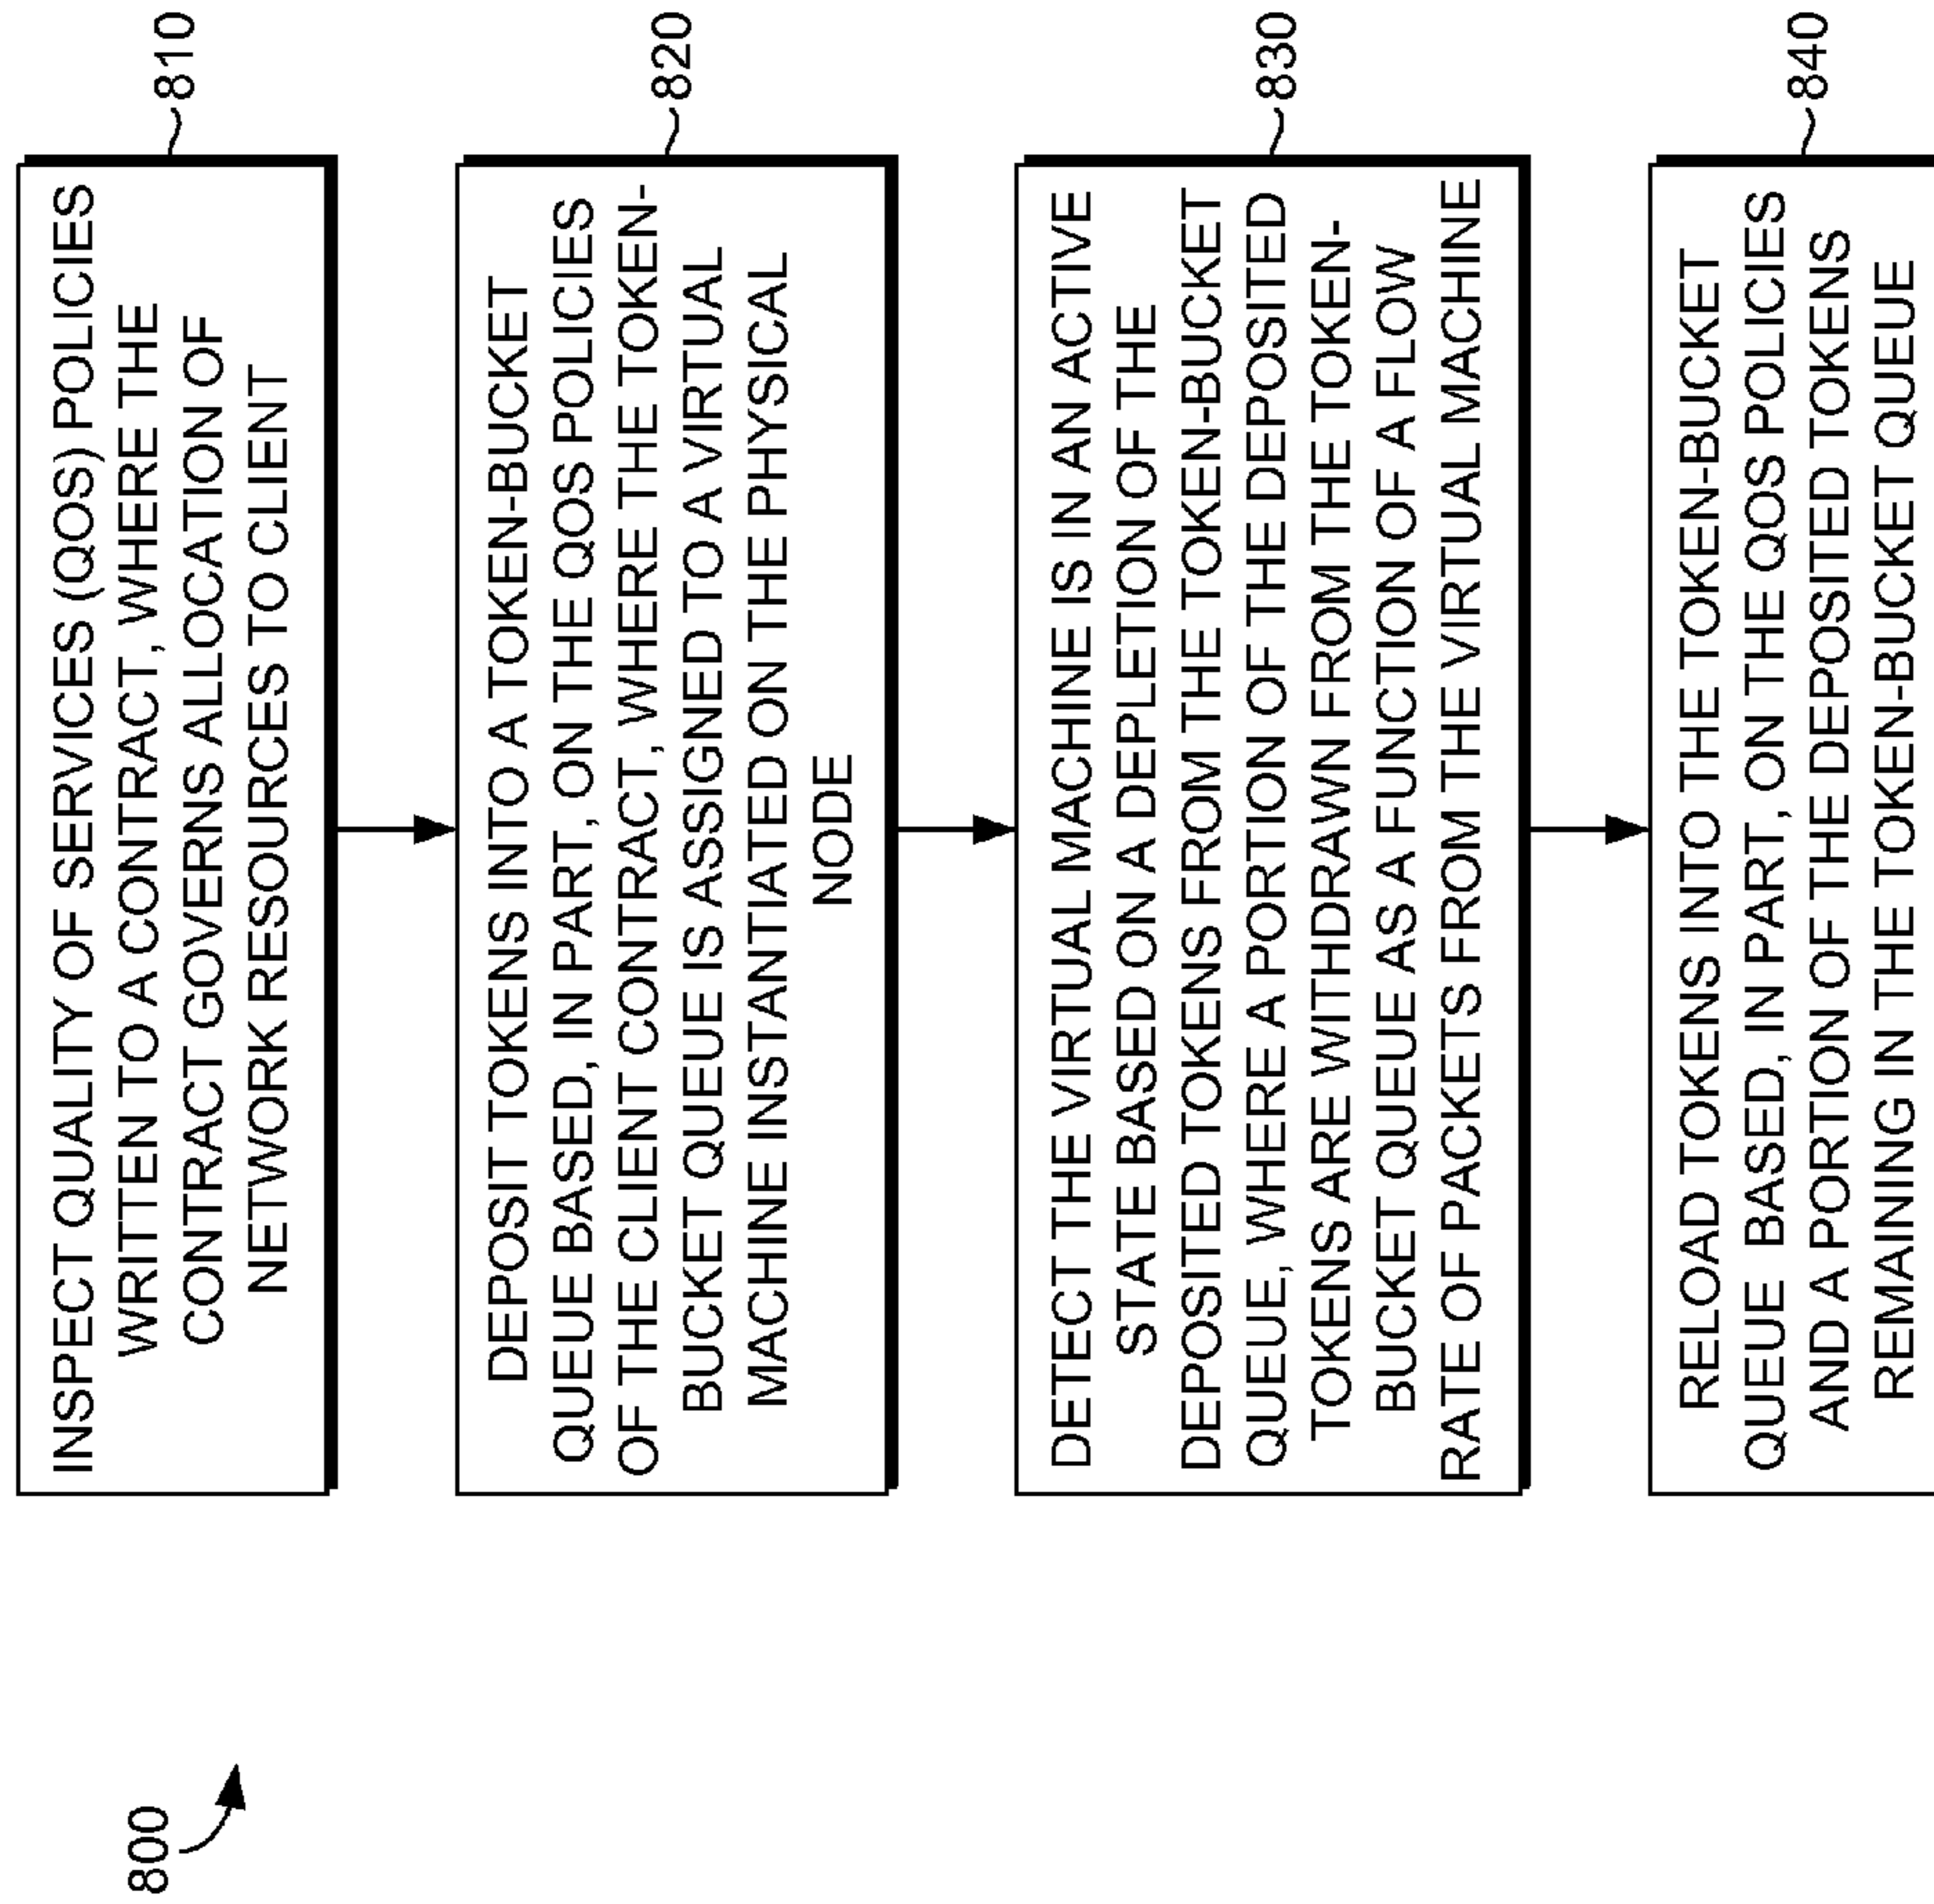 800
INSPECT QUALITY OF SERVICES (QOS) POLICIES
WRITTEN TO A CONTRACT, WHERE THE
CONTRACT GOVERNS ALLOCATION OF
NETWORK RESOURCES TO CLIENT
810
DEPOSIT TOKENS INTO A TOKEN-BUCKET
QUEUE BASED, IN PART, ON THE QOS POLICIES
OF THE CLIENT CONTRACT, WHERE THE TOKEN-
BUCKET QUEUE IS ASSIGNED TO A VIRTUAL
MACHINE INSTANTIATED ON THE PHYSICAL
NODE
820
DETECT THE VIRTUAL MACHINE IS IN AN ACTIVE
STATE BASED ON A DEPLETION OF THE
DEPOSITED TOKENS FROM THE TOKEN-BUCKET
QUEUE, WHERE A PORTION OF THE DEPOSITED
TOKENS ARE WITHDRAWN FROM THE TOKEN-
BUCKET QUEUE AS A FUNCTION OF A FLOW
RATE OF PACKETS FROM THE VIRTUAL MACHINE
830
RELOAD TOKENS INTO THE TOKEN-BUCKET
QUEUE BASED, IN PART, ON THE QOS POLICIES
AND A PORTION OF THE DEPOSITED TOKENS
REMAINING IN THE TOKEN-BUCKET QUEUE
840